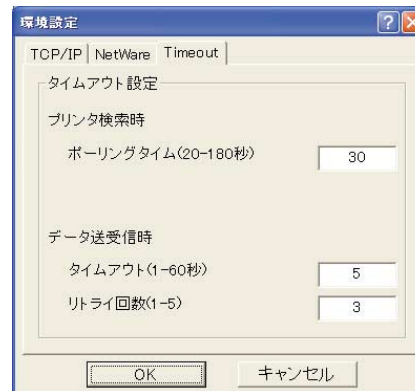 環境設定
TCP/IP NetWare Timeout
タイムアウト設定
プリンタ検索時
ポーリングタイム(20-180秒) 30
データ送受信時
タイムアウト(1-60秒) 5
リトライ回数(1-5) 3
OK キャンセル